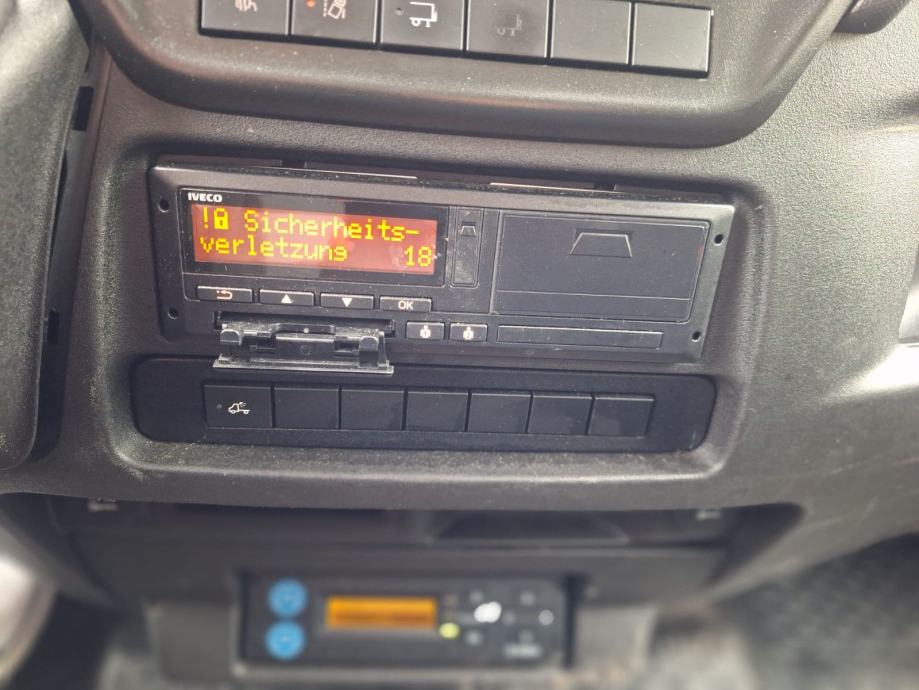 IVECO
! Sicherheits-
verletzung 18
OK